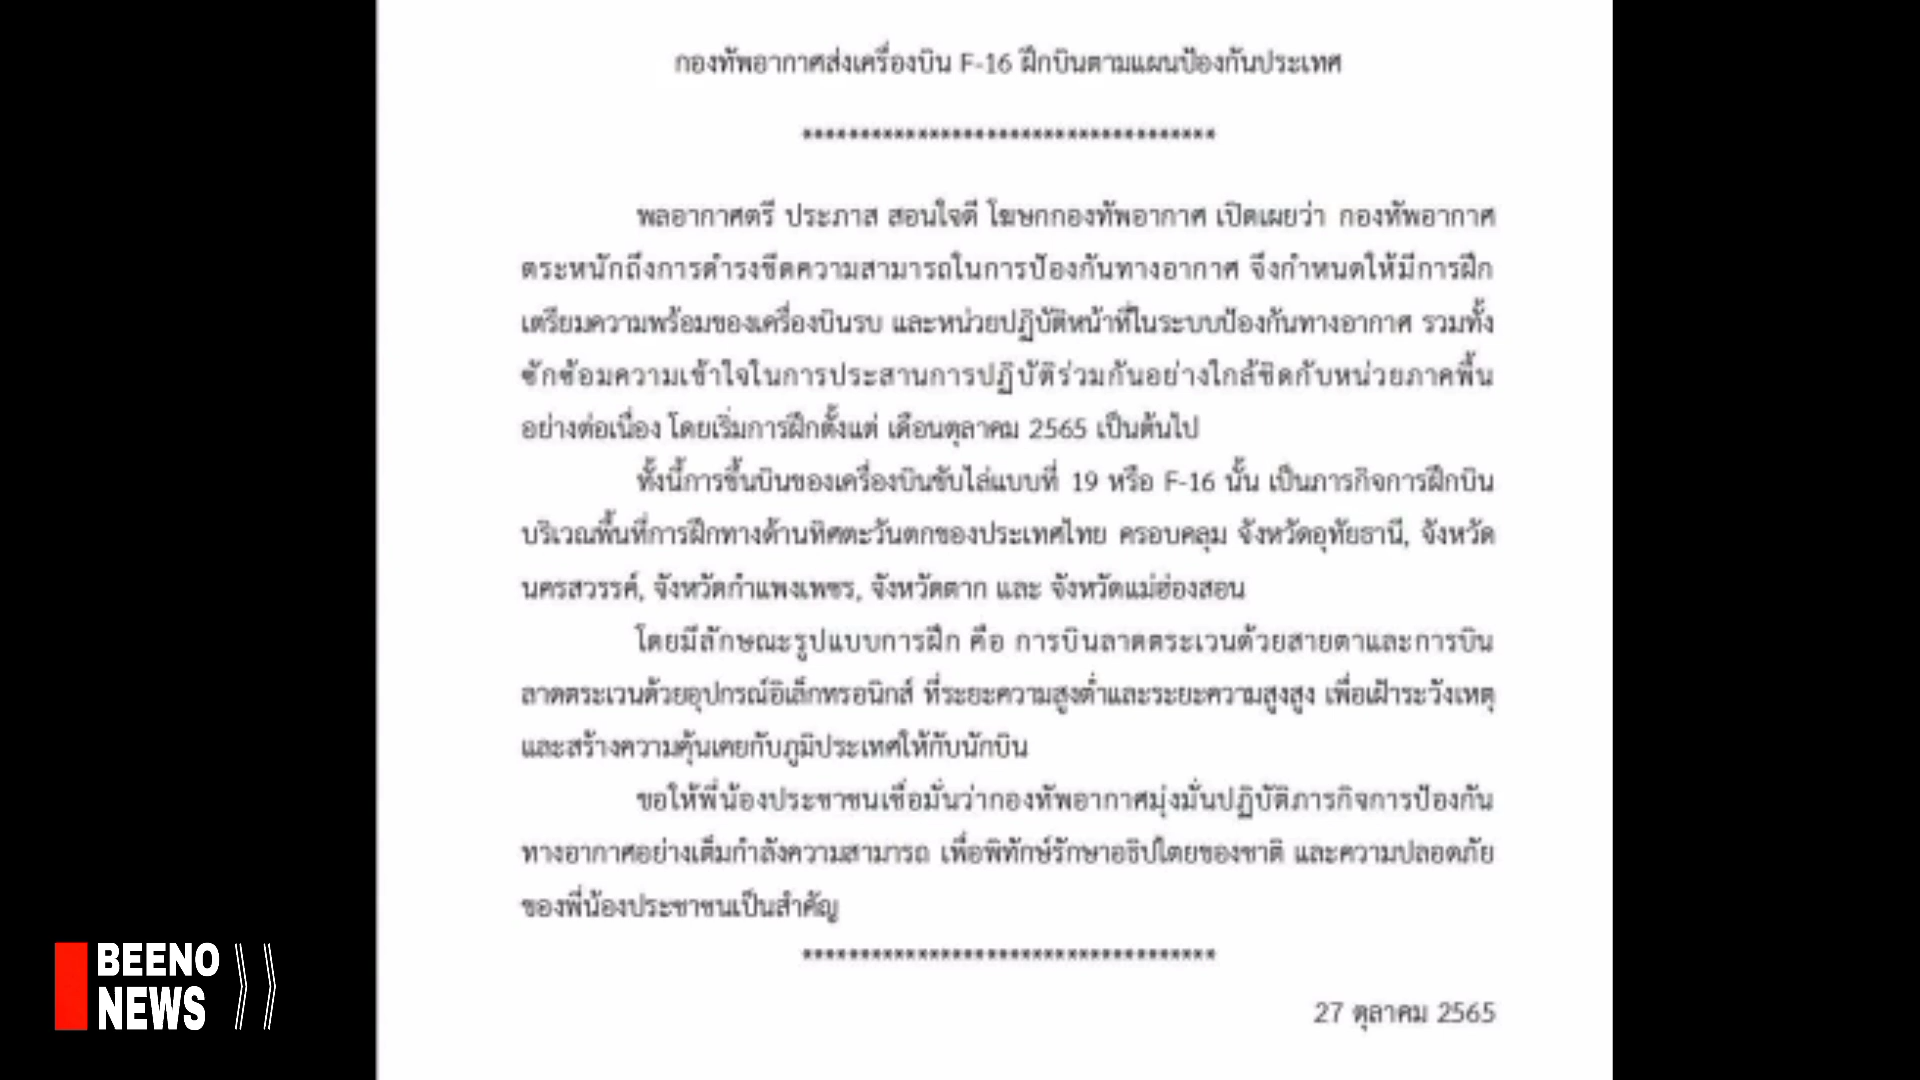 กองทัพอากาศส่งเครื่องบิน F-16 ฝึกบินตามแผนป้องกันประเทศ
************************************
พลอากาศตรี ประภาส สอนใจดี โฆษกกองทัพอากาศ เปิดเผยว่า กองทัพอากาศ
ตระหนักถึงการดำรงขีดความสามารถในการป้องกันทางอากาศ จึงกำหนดให้มีการฝึก
เตรียมความพร้อมของเครื่องบินรบ และหน่วยปฏิบัติหน้าที่ในระบบป้องกันทางอากาศ รวมทั้ง
ซักซ้อมความเข้าใจในการประสานการปฏิบัติร่วมกันอย่างใกล้ชิดกับหน่วยภาคพื้น
อย่างต่อเนื่อง โดยเริ่มการฝึกตั้งแต่ เดือนตุลาคม 2565 เป็นต้นไป
ทั้งนี้การขึ้นบินของเครื่องบินขับไล่แบบที่ 19 หรือ F-16 นั้น เป็นภารกิจการฝึกบิน
บริเวณพื้นที่การฝึกทางด้านทิศตะวันตกของประเทศไทย ครอบคลุม จังหวัดอุทัยธานี, จังหวัด
นครสวรรค์, จังหวัดกำแพงเพชร, จังหวัดตาก และ จังหวัดแม่ฮ่องสอน
โดยมีลักษณะรูปแบบการฝึก คือ การบินลาดตระเวนด้วยสายตาและการบิน
ลาดตระเวนด้วยอุปกรณ์อิเล็กทรอนิกส์ ที่ระยะความสูงต่ำและระยะความสูงสูง เพื่อเฝ้าระวังเหตุ
และสร้างความคุ้นเคยกับภูมิประเทศให้กับนักบิน
ขอให้พี่น้องประชาชนเชื่อมั่นว่ากองทัพอากาศมุ่งมั่นปฏิบัติภารกิจการป้องกัน
ทางอากาศอย่างเต็มกำลังความสามารถ เพื่อพิทักษ์รักษาอธิปไตยของชาติ และความปลอดภัย
ของพี่น้องประชาชนเป็นสำคัญ
************************************
27 ตุลาคม 2565
BEENO
NEWS